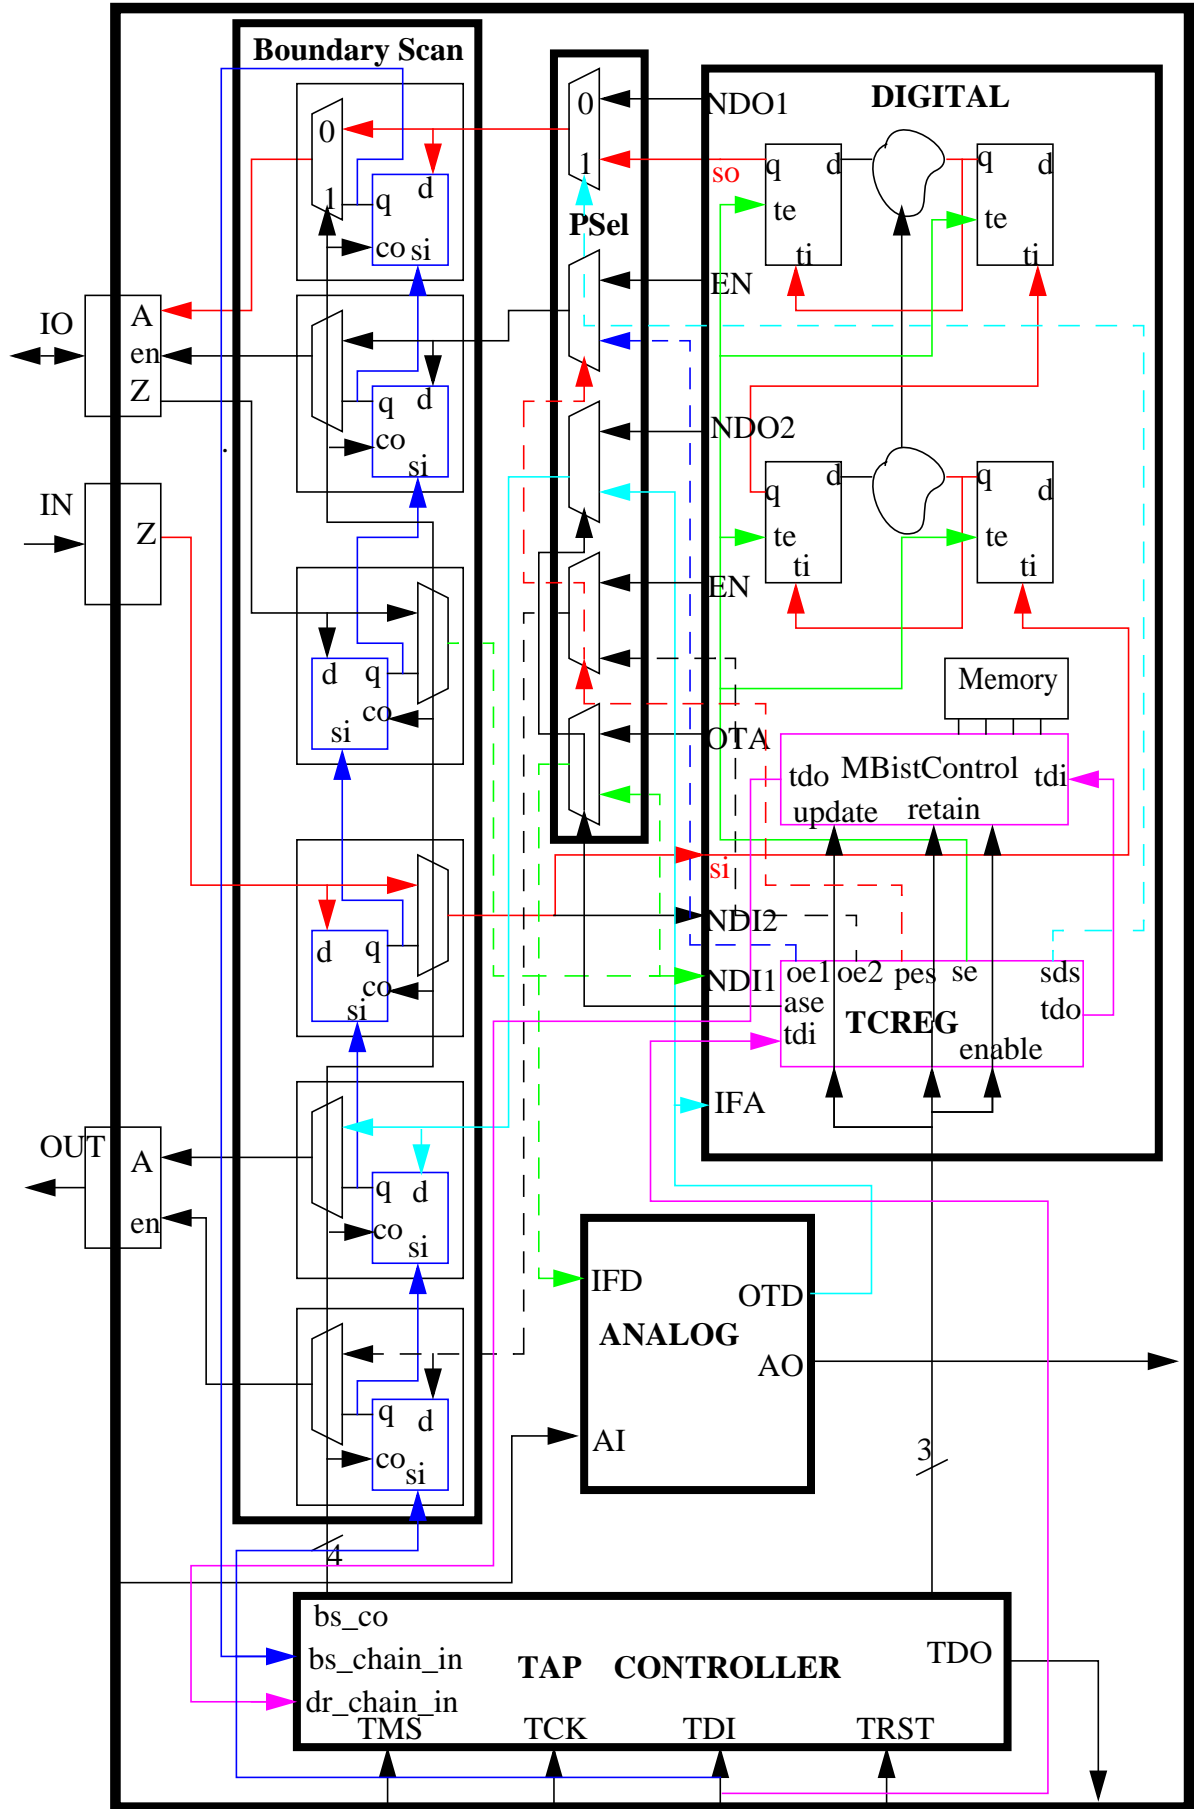 Boundary Scan
0
1
q
d
co
si
0
1
PSel
NDO1
DIGITAL
so
q
d
te
ti
q
d
te
ti
IO
A
en
Z
q
d
co
si
EN
NDO2
IN
Z
q
d
te
ti
q
d
te
ti
EN
d
q
co
si
OTA
Memory
tdo
MBistControl
tdi
update
retain
si
d
q
co
si
NDI2
NDI1
oe1
oe2
pes
se
sds
ase
TCREG
tdo
tdi
enable
IFA
OUT
A
en
q
d
co
si
IFD
OTD
ANALOG
AO
AI
q
d
co
si
3
4
bs_co
bs_chain_in
TAP CONTROLLER
TDO
dr_chain_in
TMS
TCK
TDI
TRST